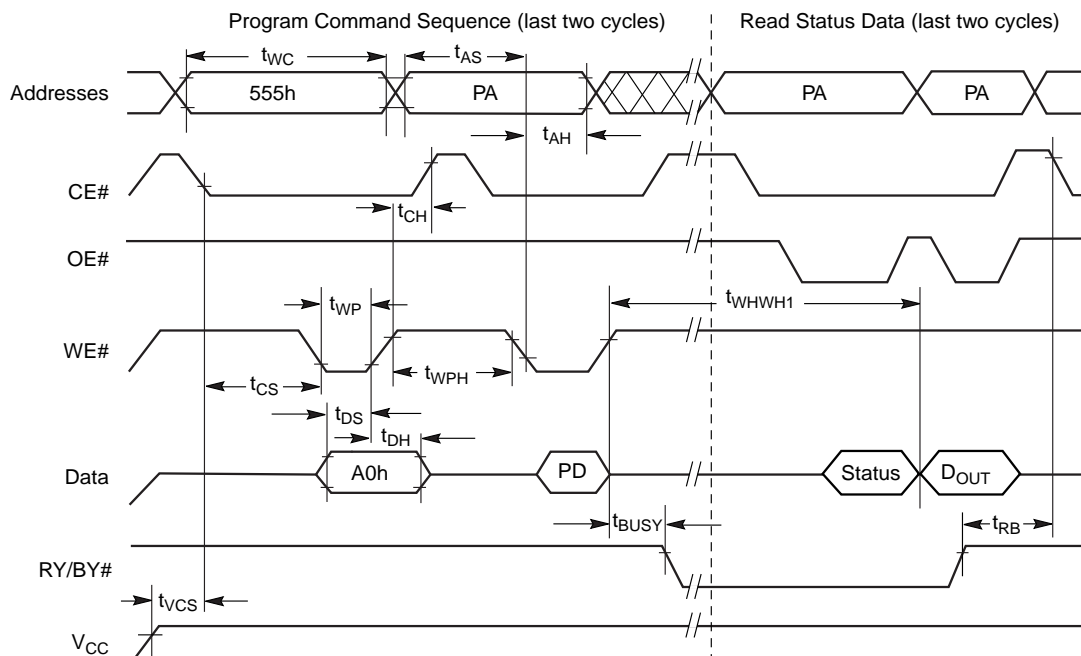 Program Command Sequence (last two cycles) Read Status Data (last two cycles)
tWC tAS
Addresses 555h PA PA PA
tAH
CE#
tCH
OE#
tWP tWHWH1
WE#
tCS tWPH
tDS
tDH
Data A0h PD Status DOUT
tBUSY tRB
RY/BY#
tVCS
VCC